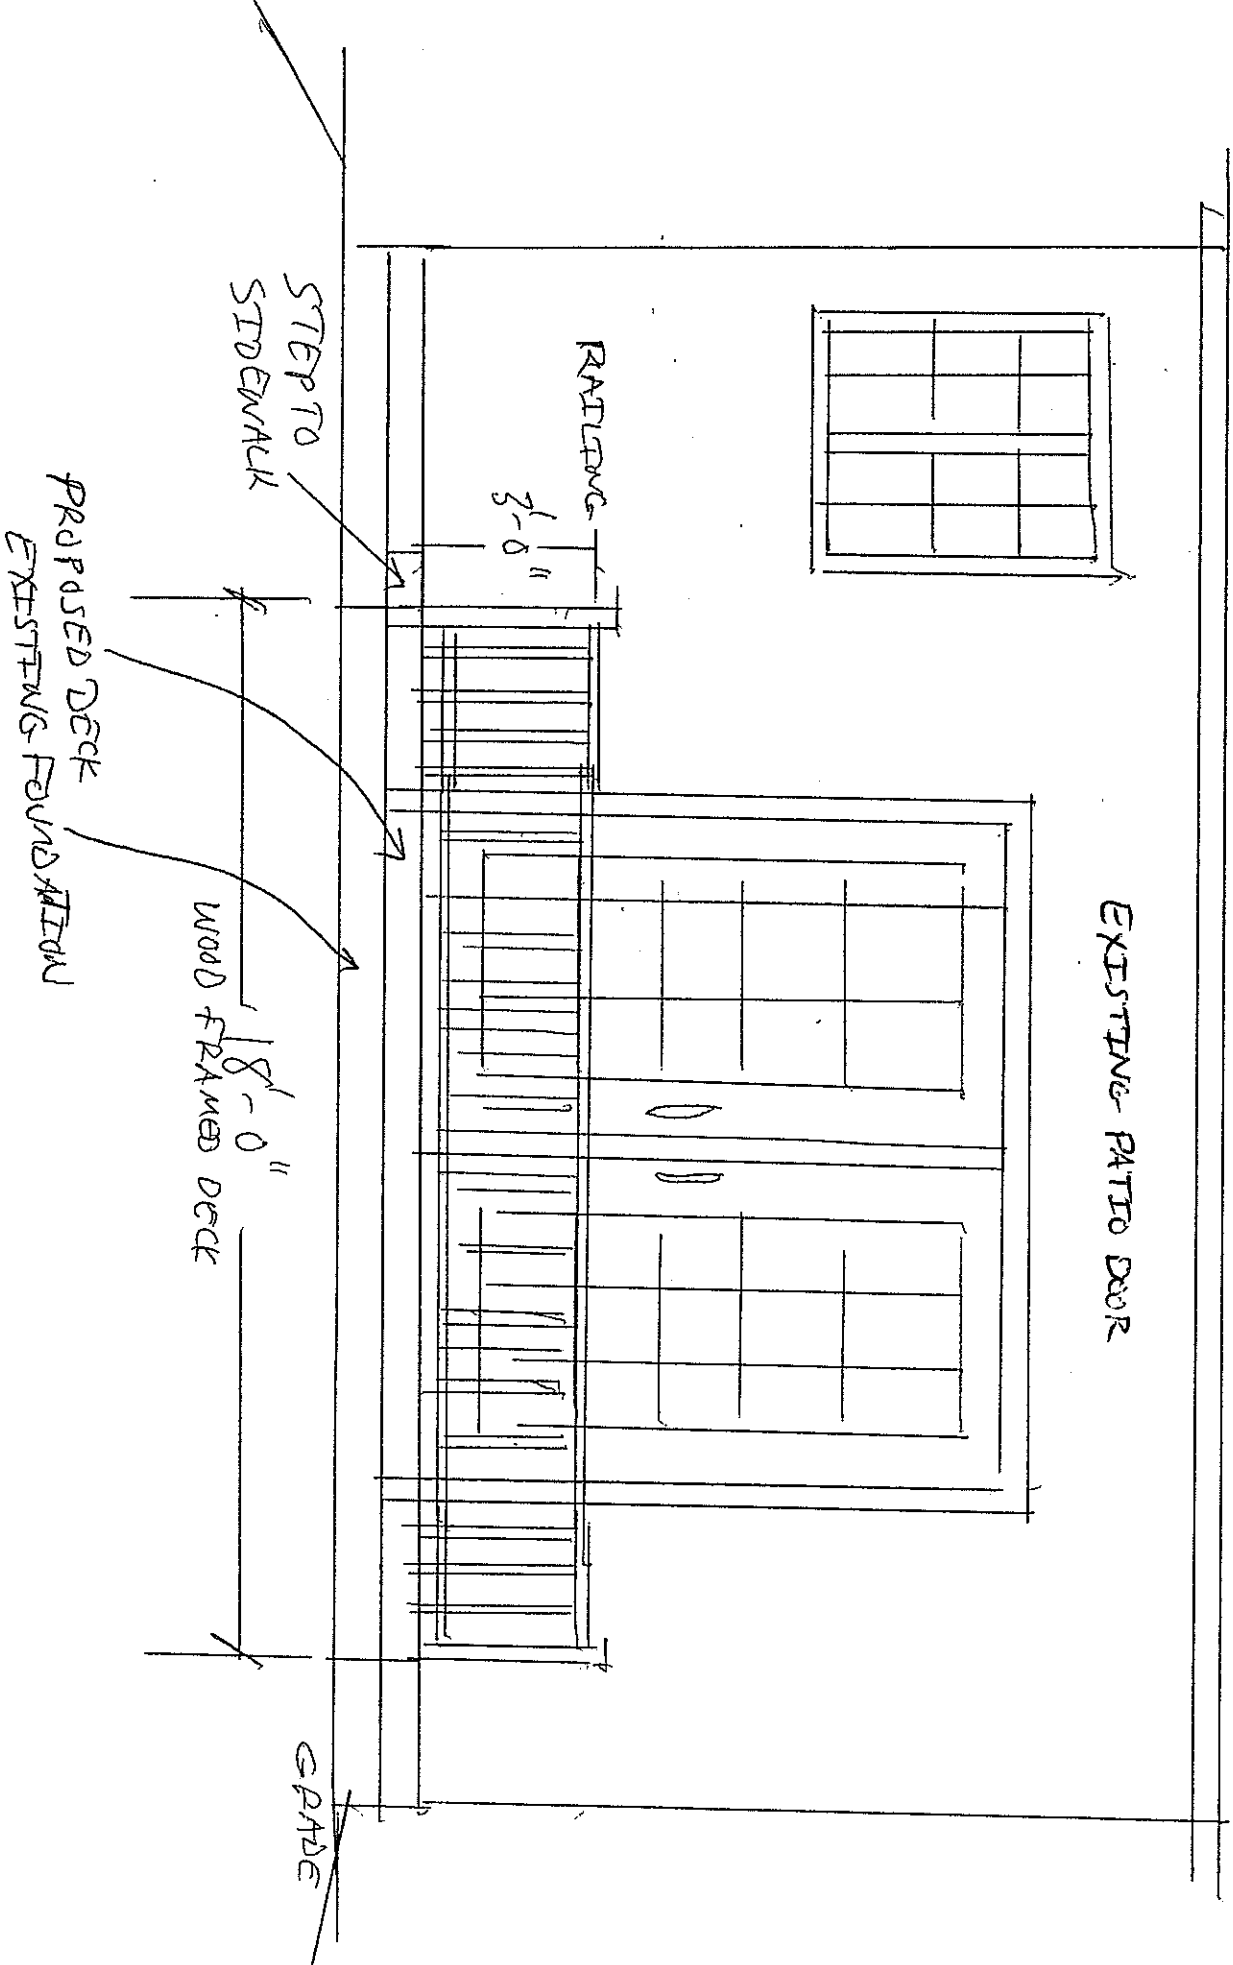 EXISTING PATIO DOOR
RAILING
3'-0"
STEP TO
SIDEWALK
18'-0"
WOOD FRAMED DECK
GRADE
PROPOSED DECK
EXISTING FOUNDATION